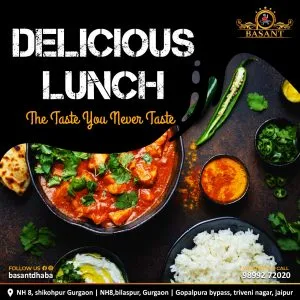 BASANT
DELICIOUS
LUNCH
The Taste You Never Taste
FOLLOW US
basantdhaba
CALL
98992 72020
NH 8, shikohpur Gurgaon | NH8,bilaspur, Gurgaon | Gopalpura bypass, triveni nagar, jaipur